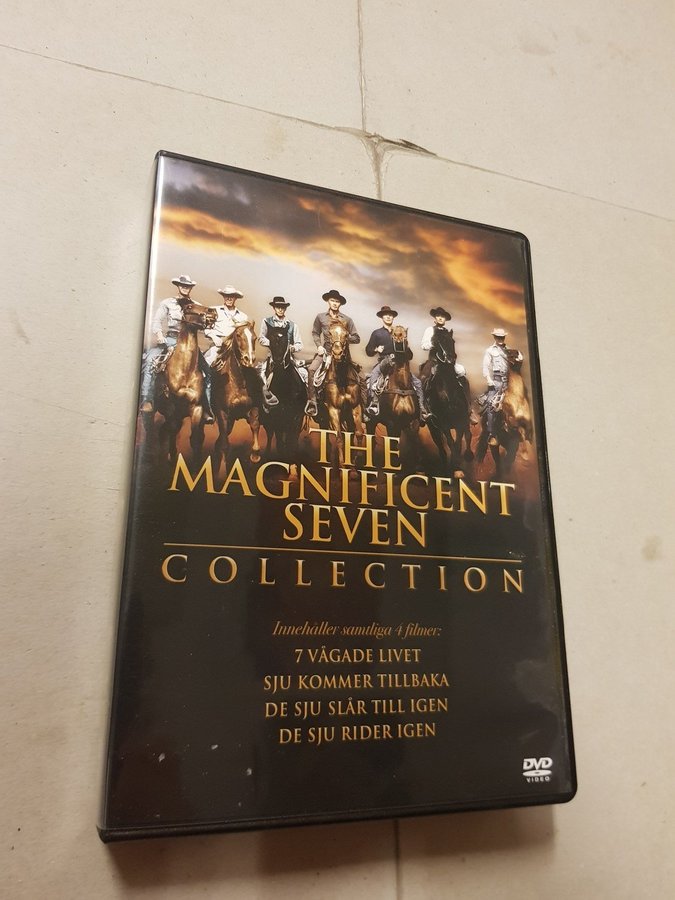 THE
MAGNIFICENT
SEVEN
COLLECTION
Innehåller samtliga 4 filmer:
7 VÅGADE LIVET
SJU KOMMER TILLBAKA
DE SJU SLÅR TILL IGEN
DE SJU RIDER IGEN
DVD
VIDEO